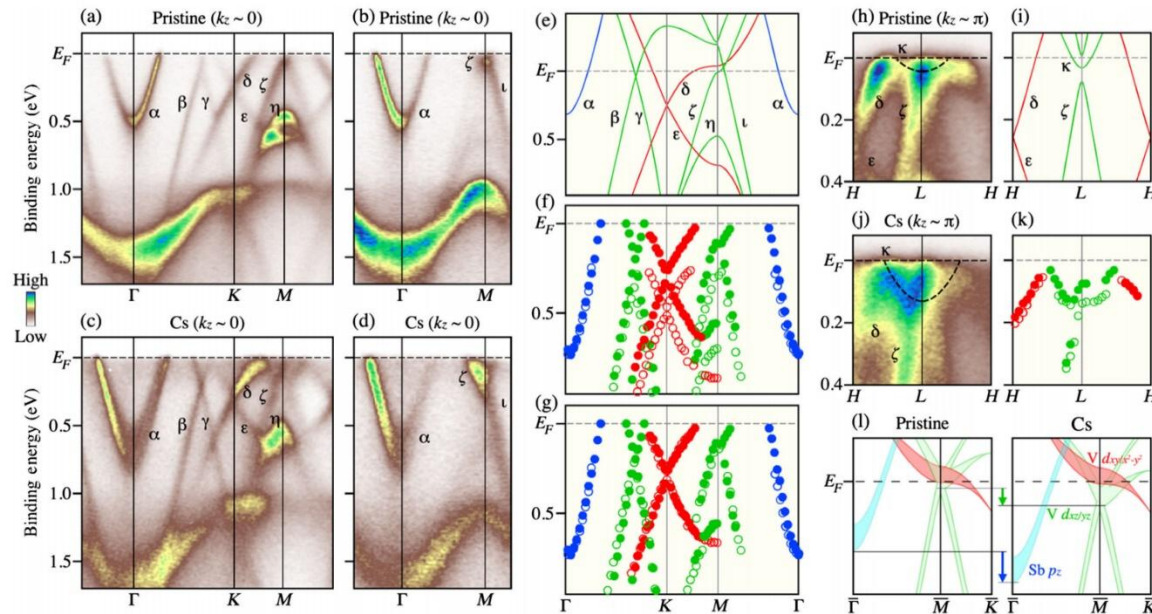 (a) Pristine (kz ~ 0)
EF
Binding energy (eV)
0.5
1.0
1.5
α
β
γ
δ
ζ
ε
η
Γ
K
M
(b) Pristine (kz ~ 0)
ζ
ι
α
Γ
M
High
Low
(c) Cs (kz ~ 0)
EF
Binding energy (eV)
0.5
1.0
1.5
α
β
γ
δ
ζ
ε
η
Γ
K
M
(d) Cs (kz ~ 0)
ζ
ι
α
Γ
M
(e)
EF
0.5
α
β
γ
δ
ε
ζ
η
ι
α
(f)
EF
0.5
(g)
EF
0.5
Γ
K
M
Γ
(h) Pristine (kz ~ π)
EF
0.2
0.4
κ
δ
ζ
ε
H
L
H
(i)
κ
δ
ζ
ε
H
L
H
(j) Cs (kz ~ π)
EF
0.2
0.4
κ
δ
ζ
H
L
H
(k)
H
L
H
(l) Pristine
Cs
EF
V dxy/x²-y²
V dxz/yz
Sb pz
Γ̅
M̅
K̅
Γ̅
M̅
K̅